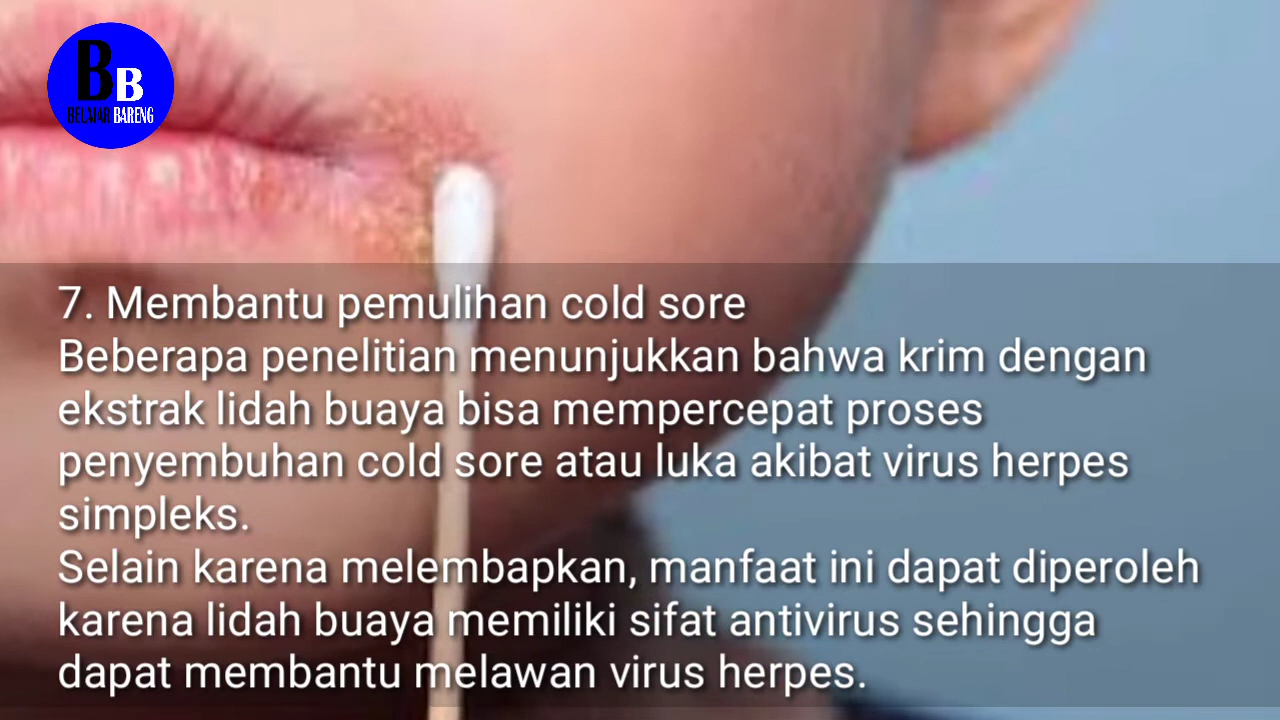 BB
BELAJAR BARENG
7. Membantu pemulihan cold sore
Beberapa penelitian menunjukkan bahwa krim dengan
ekstrak lidah buaya bisa mempercepat proses
penyembuhan cold sore atau luka akibat virus herpes
simpleks.
Selain karena melembapkan, manfaat ini dapat diperoleh
karena lidah buaya memiliki sifat antivirus sehingga
dapat membantu melawan virus herpes.